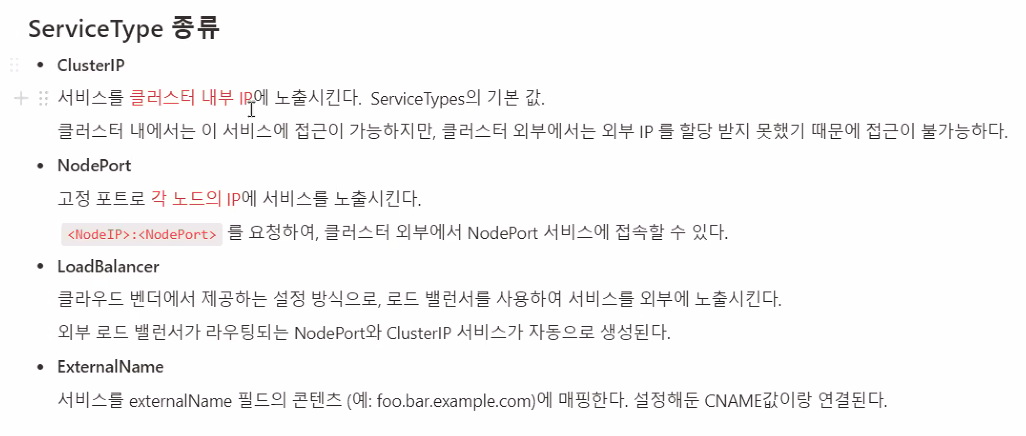 ServiceType 종류
• ClusterIP
서비스를 클러스터 내부 IP에 노출시킨다. ServiceTypes의 기본 값.
클러스터 내에서는 이 서비스에 접근이 가능하지만, 클러스터 외부에서는 외부 IP 를 할당 받지 못했기 때문에 접근이 불가능하다.
• NodePort
고정 포트로 각 노드의 IP에 서비스를 노출시킨다.
<NodeIP>:<NodePort> 를 요청하여, 클러스터 외부에서 NodePort 서비스에 접속할 수 있다.
• LoadBalancer
클라우드 벤더에서 제공하는 설정 방식으로, 로드 밸런서를 사용하여 서비스를 외부에 노출시킨다.
외부 로드 밸런서가 라우팅되는 NodePort와 ClusterIP 서비스가 자동으로 생성된다.
• ExternalName
서비스를 externalName 필드의 콘텐츠 (예: foo.bar.example.com)에 매핑한다. 설정해둔 CNAME값이랑 연결된다.